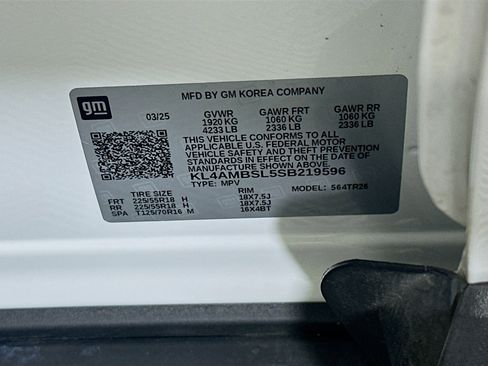 MFD BY GM KOREA COMPANY
gm
03/25 GVWR GAWR FRT GAWR RR
1920 KG 1060 KG 1060 KG
4233 LB 2336 LB 2336 LB
THIS VEHICLE CONFORMS TO ALL
APPLICABLE U.S. FEDERAL MOTOR
VEHICLE SAFETY AND THEFT PREVENTION
STANDARDS IN EFFECT ON THE DATE OF
MANUFACTURE SHOWN ABOVE.
KL4AMBSL5SB219596
TYPE: MPV MODEL: 564TR26
TIRE SIZE RIM
FRT 225/55R18 H 18X7.5J
RR 225/55R18 H 18X7.5J
SPA T125/70R16 M 16X4BT